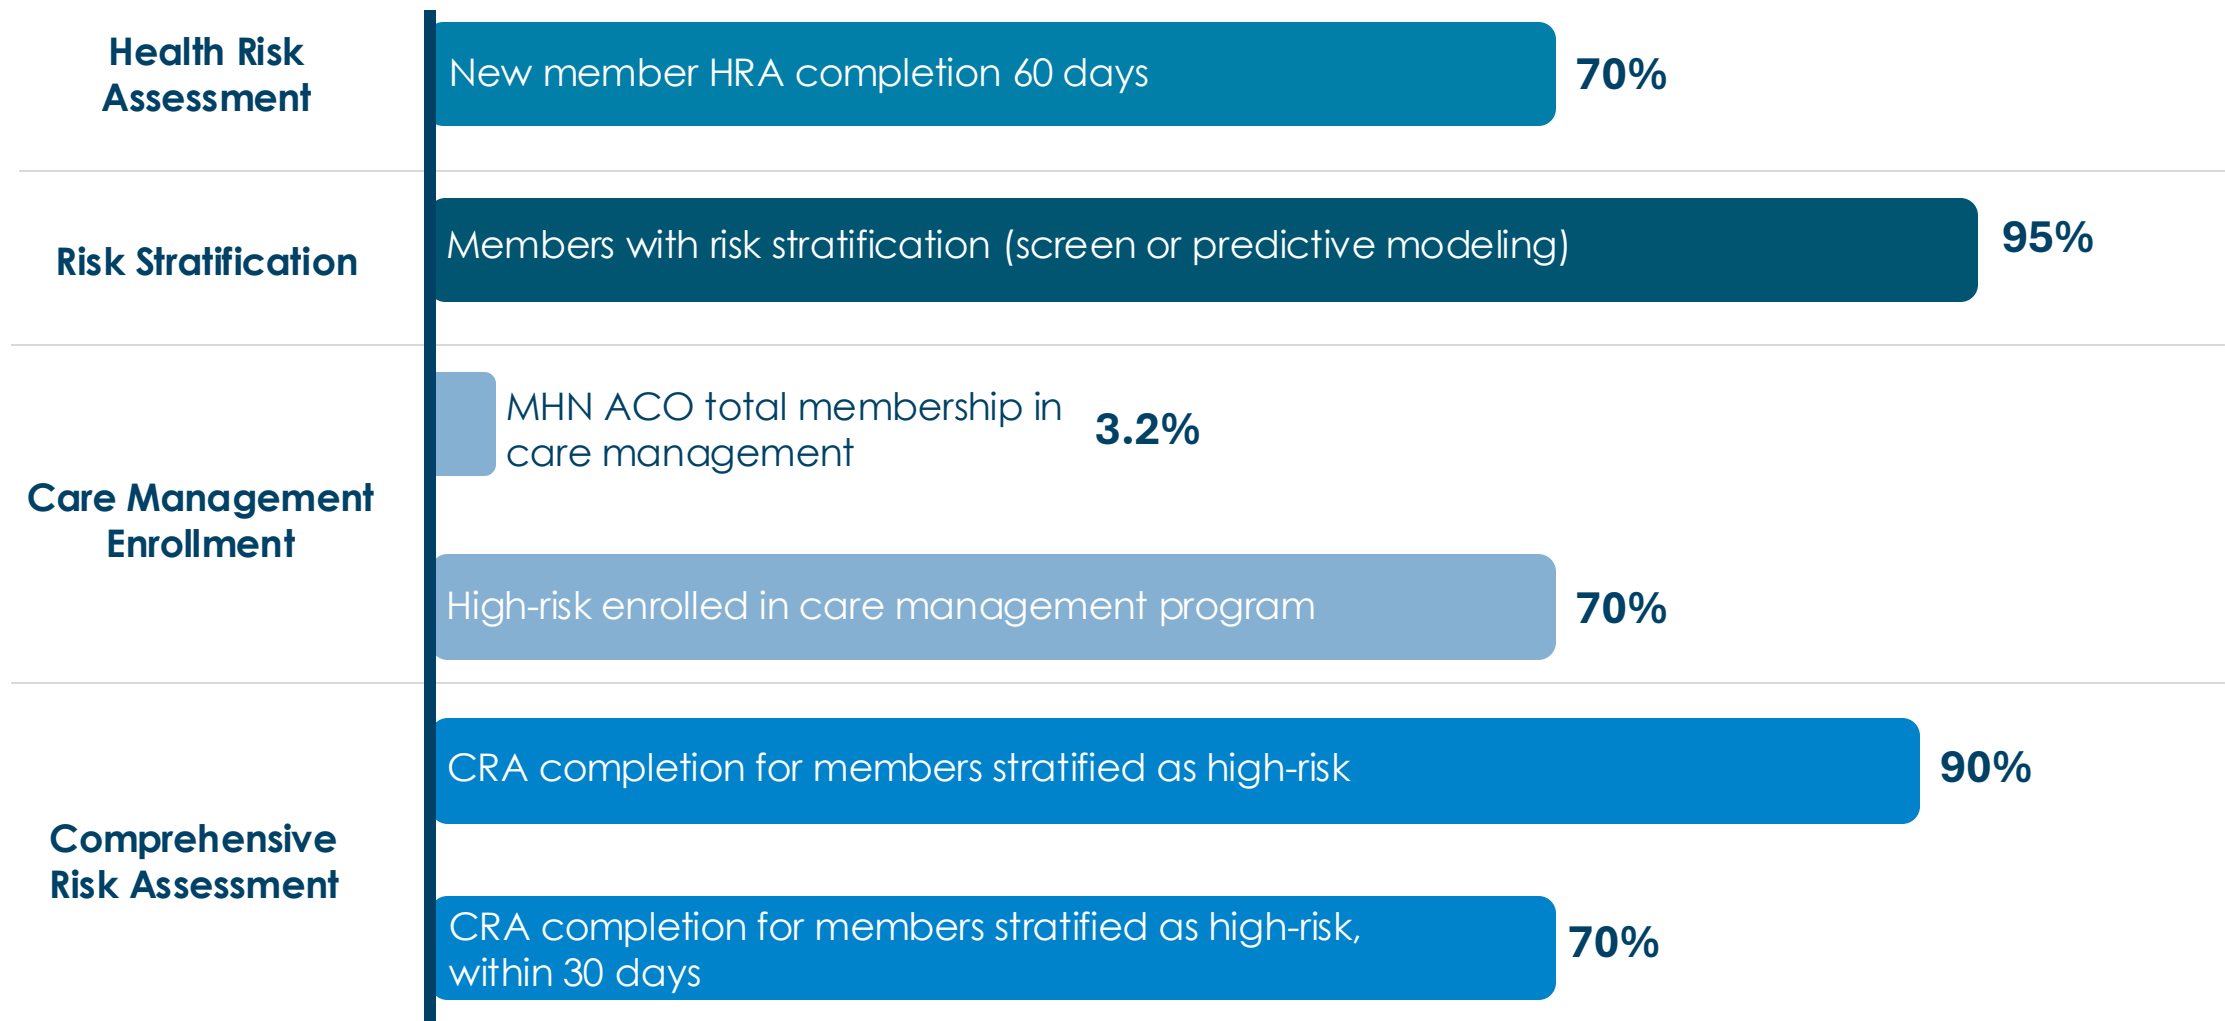 Health Risk
Assessment
New member HRA completion 60 days
70%
Risk Stratification
Members with risk stratification (screen or predictive modeling)
95%
Care Management
Enrollment
MHN ACO total membership in
care management
3.2%
High-risk enrolled in care management program
70%
Comprehensive
Risk Assessment
CRA completion for members stratified as high-risk
90%
CRA completion for members stratified as high-risk,
within 30 days
70%